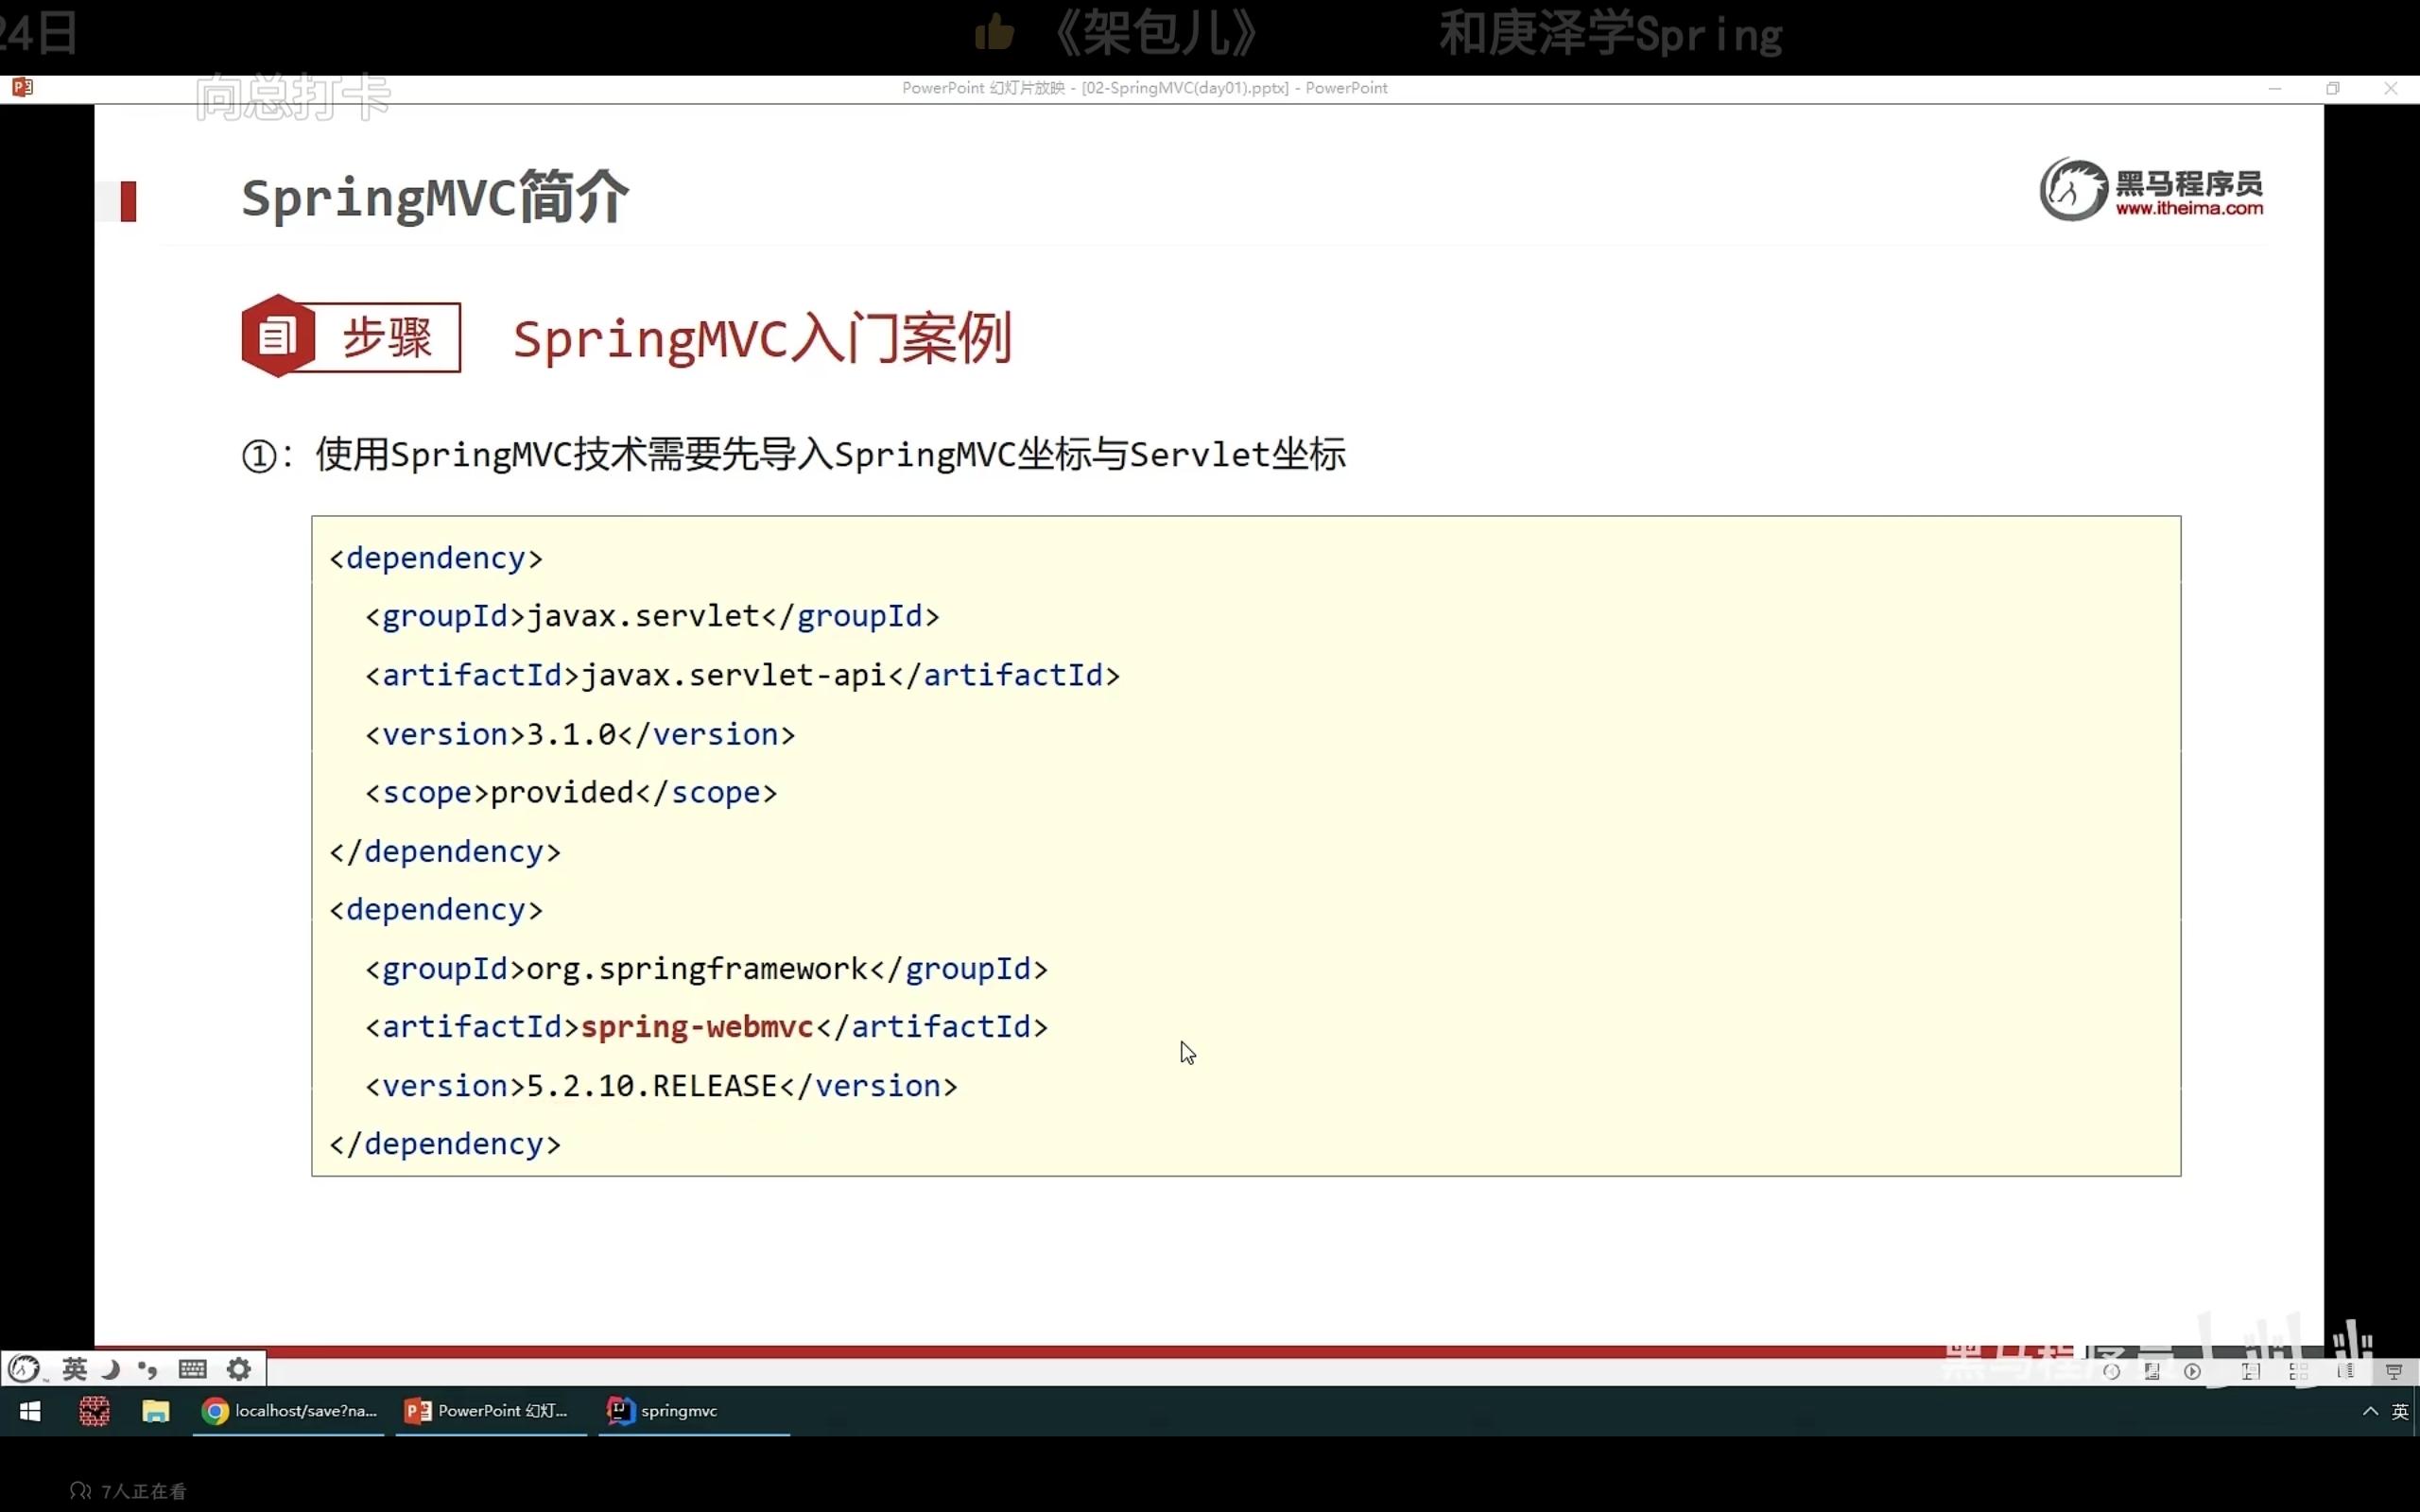 24日
《架包儿》
和庚泽学Spring
向总打卡
PowerPoint 幻灯片放映 - [02-SpringMVC(day01).pptx] - PowerPoint
SpringMVC简介
黑马程序员
www.itheima.com
步骤
SpringMVC入门案例
①：使用SpringMVC技术需要先导入SpringMVC坐标与Servlet坐标
<dependency>
<groupId>javax.servlet</groupId>
<artifactId>javax.servlet-api</artifactId>
<version>3.1.0</version>
<scope>provided</scope>
</dependency>
<dependency>
<groupId>org.springframework</groupId>
<artifactId>spring-webmvc</artifactId>
<version>5.2.10.RELEASE</version>
</dependency>
黑马程序员
英
localhost/save?na...
PowerPoint 幻灯...
springmvc
英
7人正在看